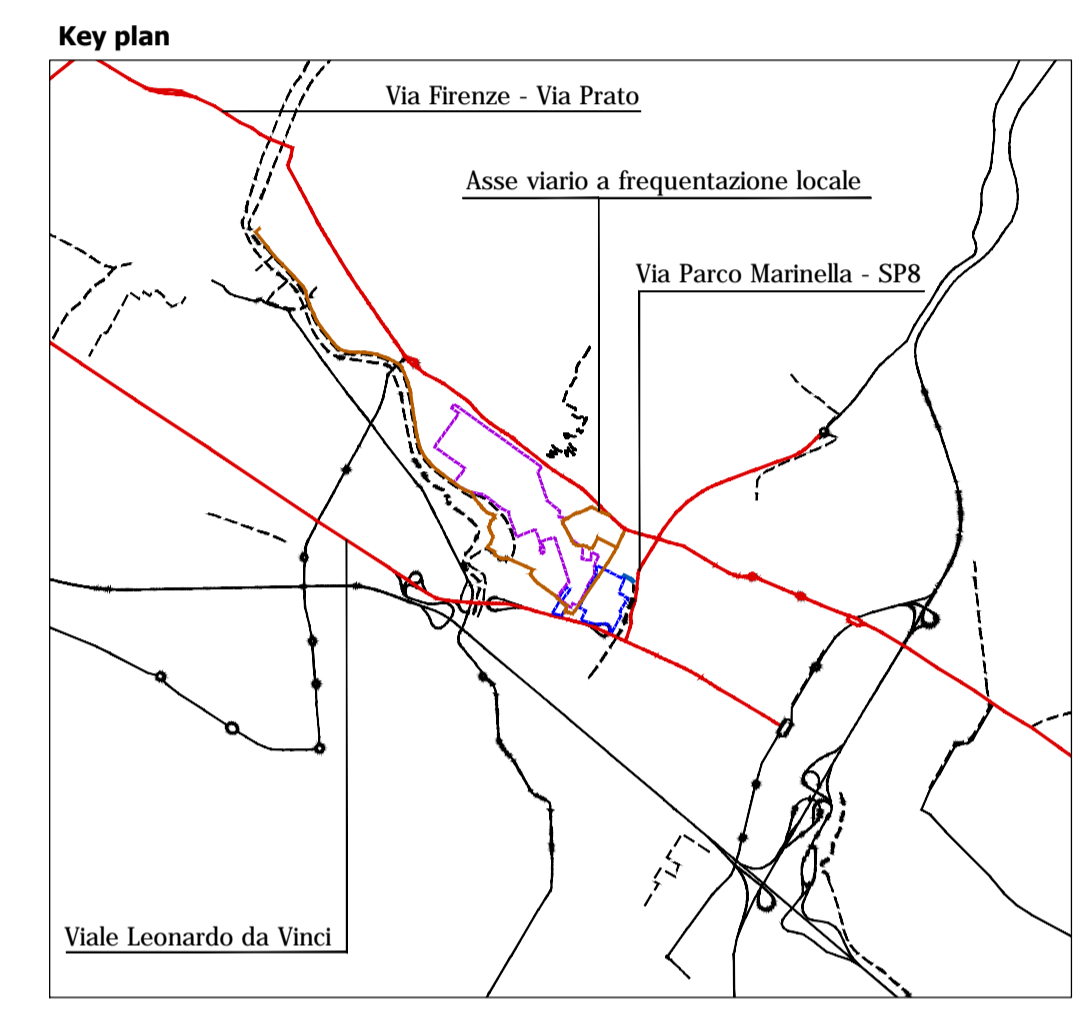 Key plan
Via Firenze - Via Prato
Asse viario a frequentazione locale
Via Parco Marinella - SP8
Viale Leonardo da Vinci